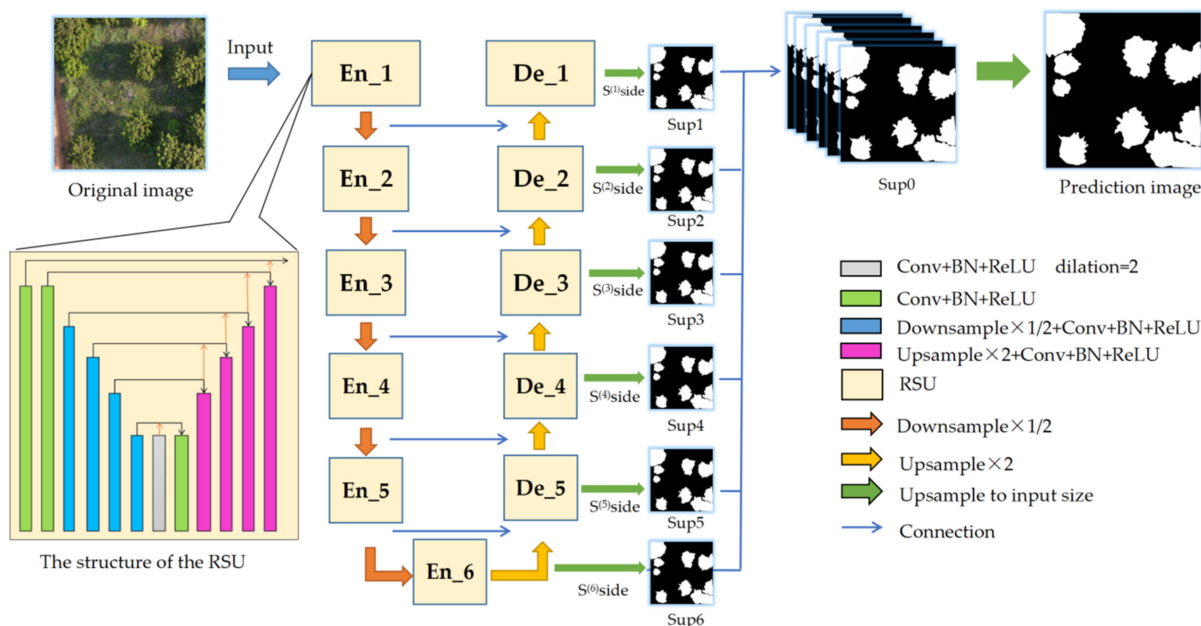 Original image
Input
En_1
En_2
En_3
En_4
En_5
En_6
De_1
De_2
De_3
De_4
De_5
S⁽¹⁾side
S⁽²⁾side
S⁽³⁾side
S⁽⁴⁾side
S⁽⁵⁾side
S⁽⁶⁾side
Sup1
Sup2
Sup3
Sup4
Sup5
Sup6
Sup0
Prediction image
The structure of the RSU
Conv+BN+ReLU dilation=2
Conv+BN+ReLU
Downsample×1/2+Conv+BN+ReLU
Upsample×2+Conv+BN+ReLU
RSU
Downsample×1/2
Upsample×2
Upsample to input size
Connection